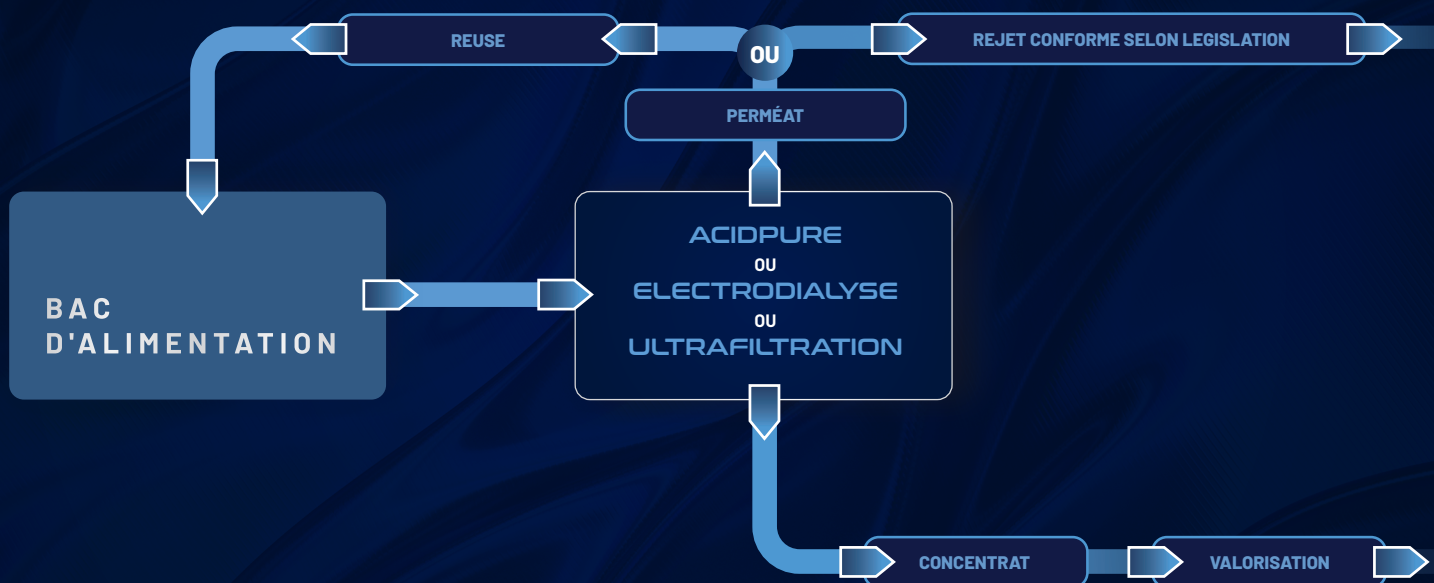 REUSE
OU
REJET CONFORME SELON LEGISLATION
PERMÉAT
BAC
D'ALIMENTATION
ACIDPURE
OU
ELECTRODIALYSE
OU
ULTRAFILTRATION
CONCENTRAT
VALORISATION